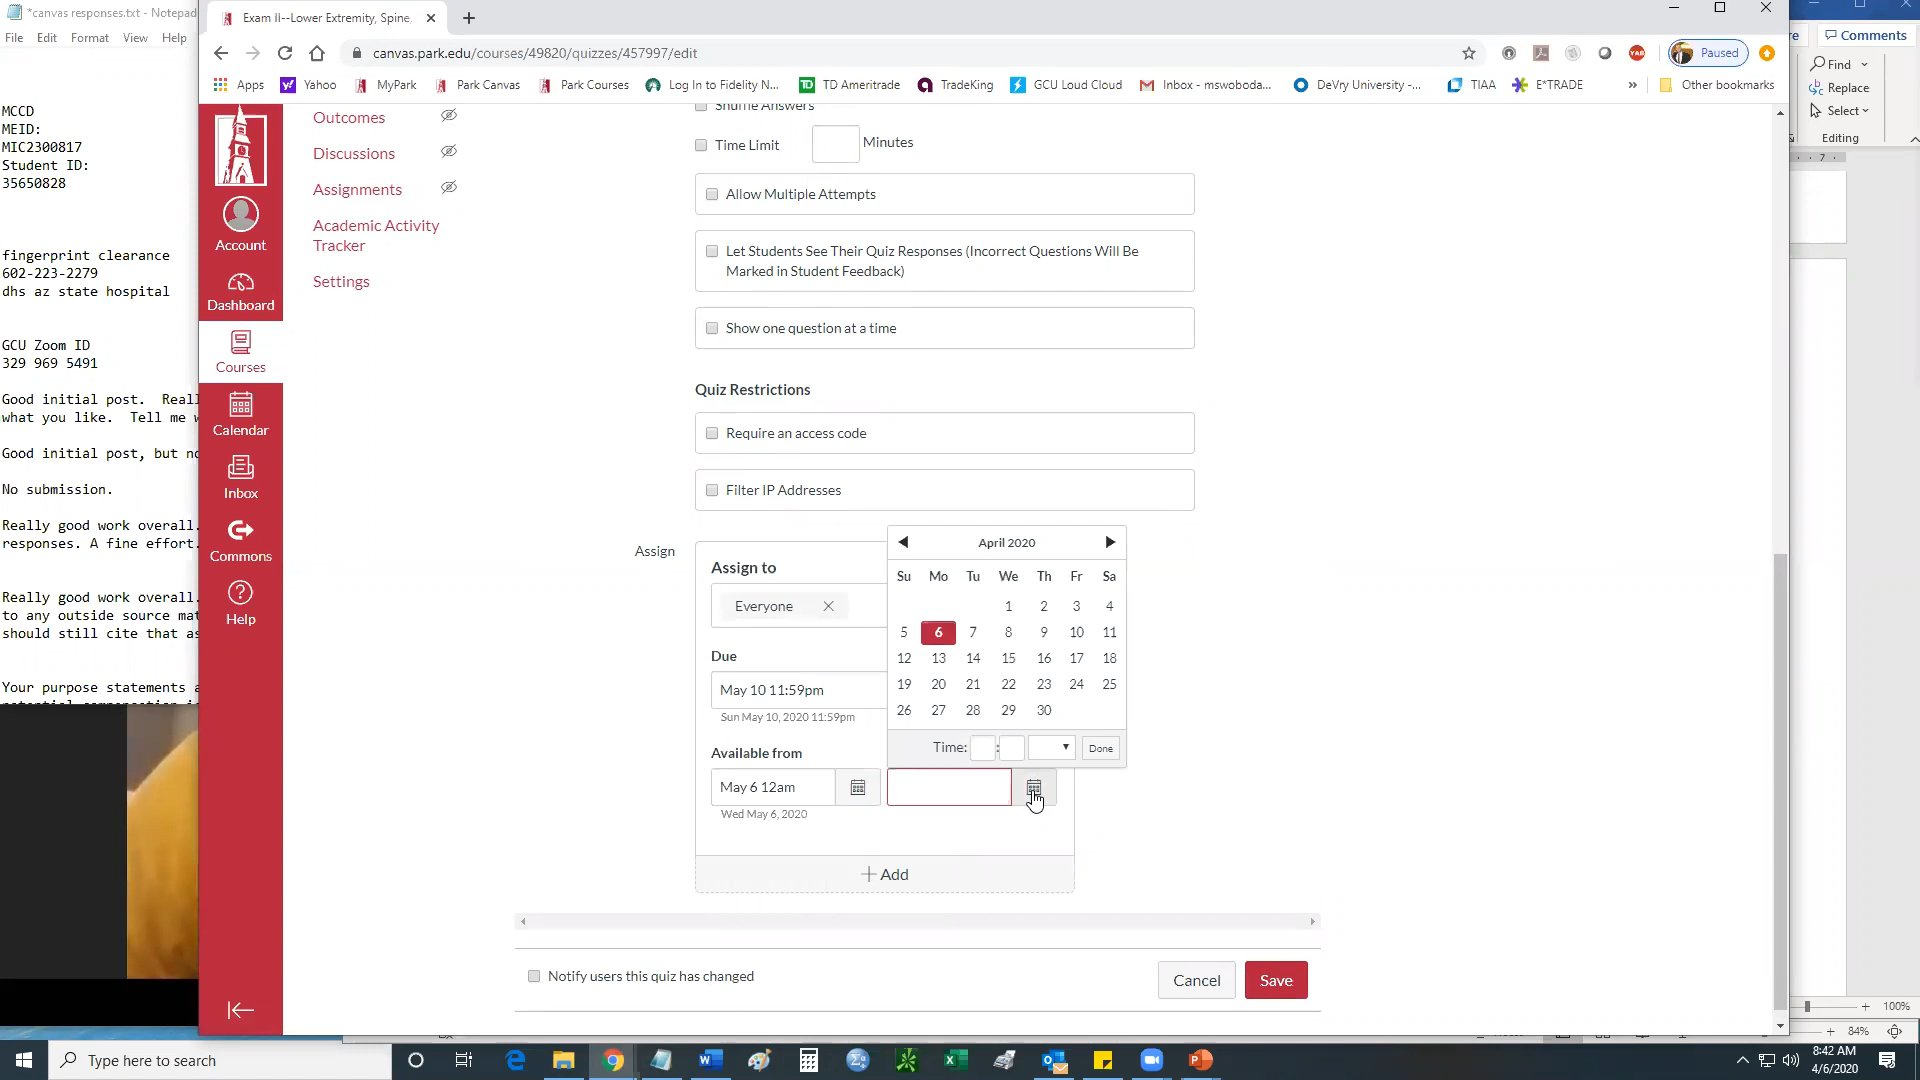 *canvas responses.txt - Notepad
File Edit Format View Help
MCCD
MEID:
MIC2300817
Student ID:
35650828
fingerprint clearance
602-223-2279
dhs az state hospital
GCU Zoom ID
329 969 5491
Good initial post. Reall
what you like. Tell me w
Good initial post, but no
No submission.
Really good work overall.
responses. A fine effort.
Really good work overall.
to any outside source mat
should still cite that as
Your purpose statements a
Exam II--Lower Extremity, Spine,
canvas.park.edu/courses/49820/quizzes/457997/edit
Paused
Apps Yahoo MyPark Park Canvas Park Courses Log In to Fidelity N... TD Ameritrade TradeKing GCU Loud Cloud Inbox - mswoboda... DeVry University -... TIAA E*TRADE » Other bookmarks
Account
Dashboard
Courses
Calendar
Inbox
Commons
Help
Outcomes
Discussions
Assignments
Academic Activity
Tracker
Settings
Shuffle Answers
Time Limit Minutes
Allow Multiple Attempts
Let Students See Their Quiz Responses (Incorrect Questions Will Be
Marked in Student Feedback)
Show one question at a time
Quiz Restrictions
Require an access code
Filter IP Addresses
Assign
Assign to
Everyone
Due
May 10 11:59pm
Sun May 10, 2020 11:59pm
Available from
May 6 12am
Wed May 6, 2020
April 2020
Su Mo Tu We Th Fr Sa
1 2 3 4
5 6 7 8 9 10 11
12 13 14 15 16 17 18
19 20 21 22 23 24 25
26 27 28 29 30
Time: : Done
+ Add
Notify users this quiz has changed
Cancel Save
Comments
Find
Replace
Select
Editing
7
100%
84%
Type here to search
8:42 AM
4/6/2020